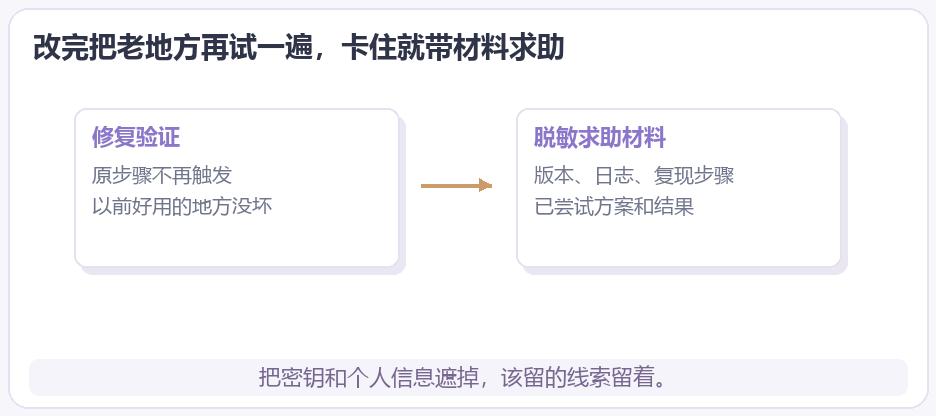 改完把老地方再试一遍，卡住就带材料求助
修复验证
原步骤不再触发
以前好用的地方没坏
脱敏求助材料
版本、日志、复现步骤
已尝试方案和结果
把密钥和个人信息遮掉，该留的线索留着。